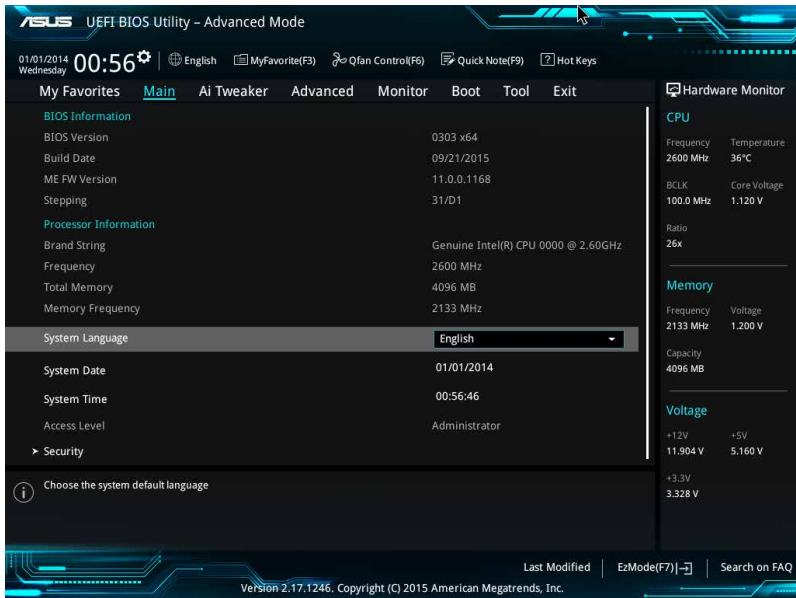 ASUS UEFI BIOS Utility – Advanced Mode
01/01/2014
Wednesday
00:56
English
MyFavorite(F3)
Qfan Control(F6)
Quick Note(F9)
? Hot Keys
My Favorites Main Ai Tweaker Advanced Monitor Boot Tool Exit
BIOS Information
BIOS Version 0303 x64
Build Date 09/21/2015
ME FW Version 11.0.0.1168
Stepping 31/D1
Processor Information
Brand String Genuine Intel(R) CPU 0000 @ 2.60GHz
Frequency 2600 MHz
Total Memory 4096 MB
Memory Frequency 2133 MHz
System Language English
System Date 01/01/2014
System Time 00:56:46
Access Level Administrator
Security
i Choose the system default language
Hardware Monitor
CPU
Frequency Temperature
2600 MHz 36°C
BCLK Core Voltage
100.0 MHz 1.120 V
Ratio
26x
Memory
Frequency Voltage
2133 MHz 1.200 V
Capacity
4096 MB
Voltage
+12V +5V
11.904 V 5.160 V
+3.3V
3.328 V
Last Modified EzMode(F7) Search on FAQ
Version 2.17.1246. Copyright (C) 2015 American Megatrends, Inc.